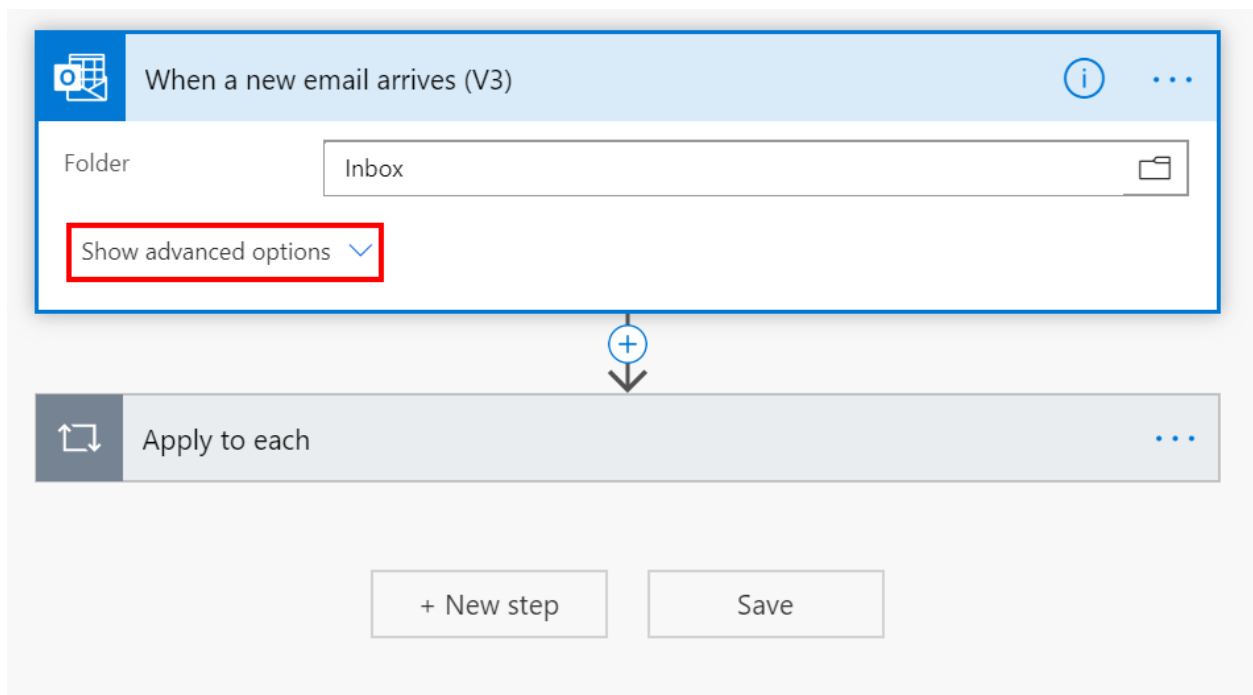 When a new email arrives (V3)
Folder
Inbox
Show advanced options
Apply to each
+ New step
Save